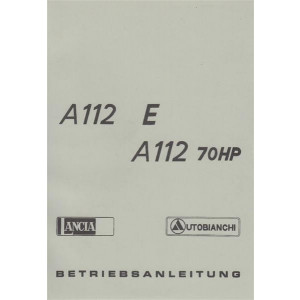 A112 E
A112 70HP
LANCIA AUTOBIANCHI
BETRIEBSANLEITUNG